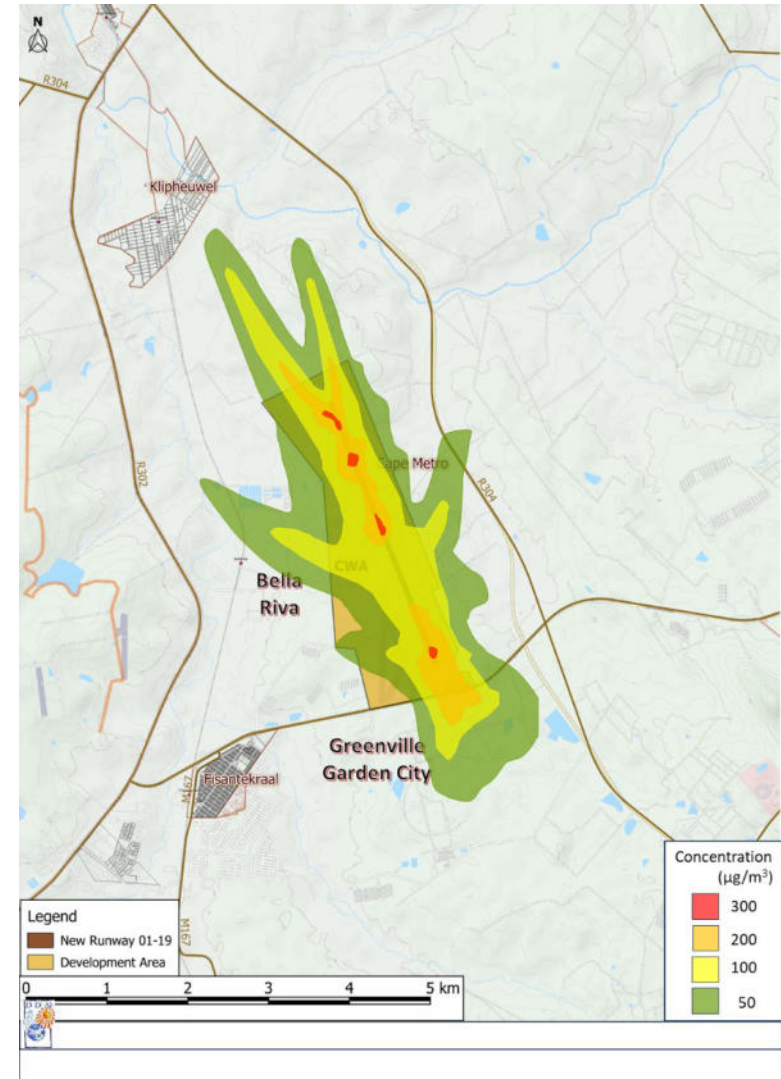 N
R304
Klipheuwel
R302
Cape Metro
R304
CWA
Bella
Riva
Greenville
Garden City
Fisantekraal
M167
M167
Concentration
(µg/m³)
300
200
100
50
Legend
New Runway 01-19
Development Area
0 1 2 3 4 5 km